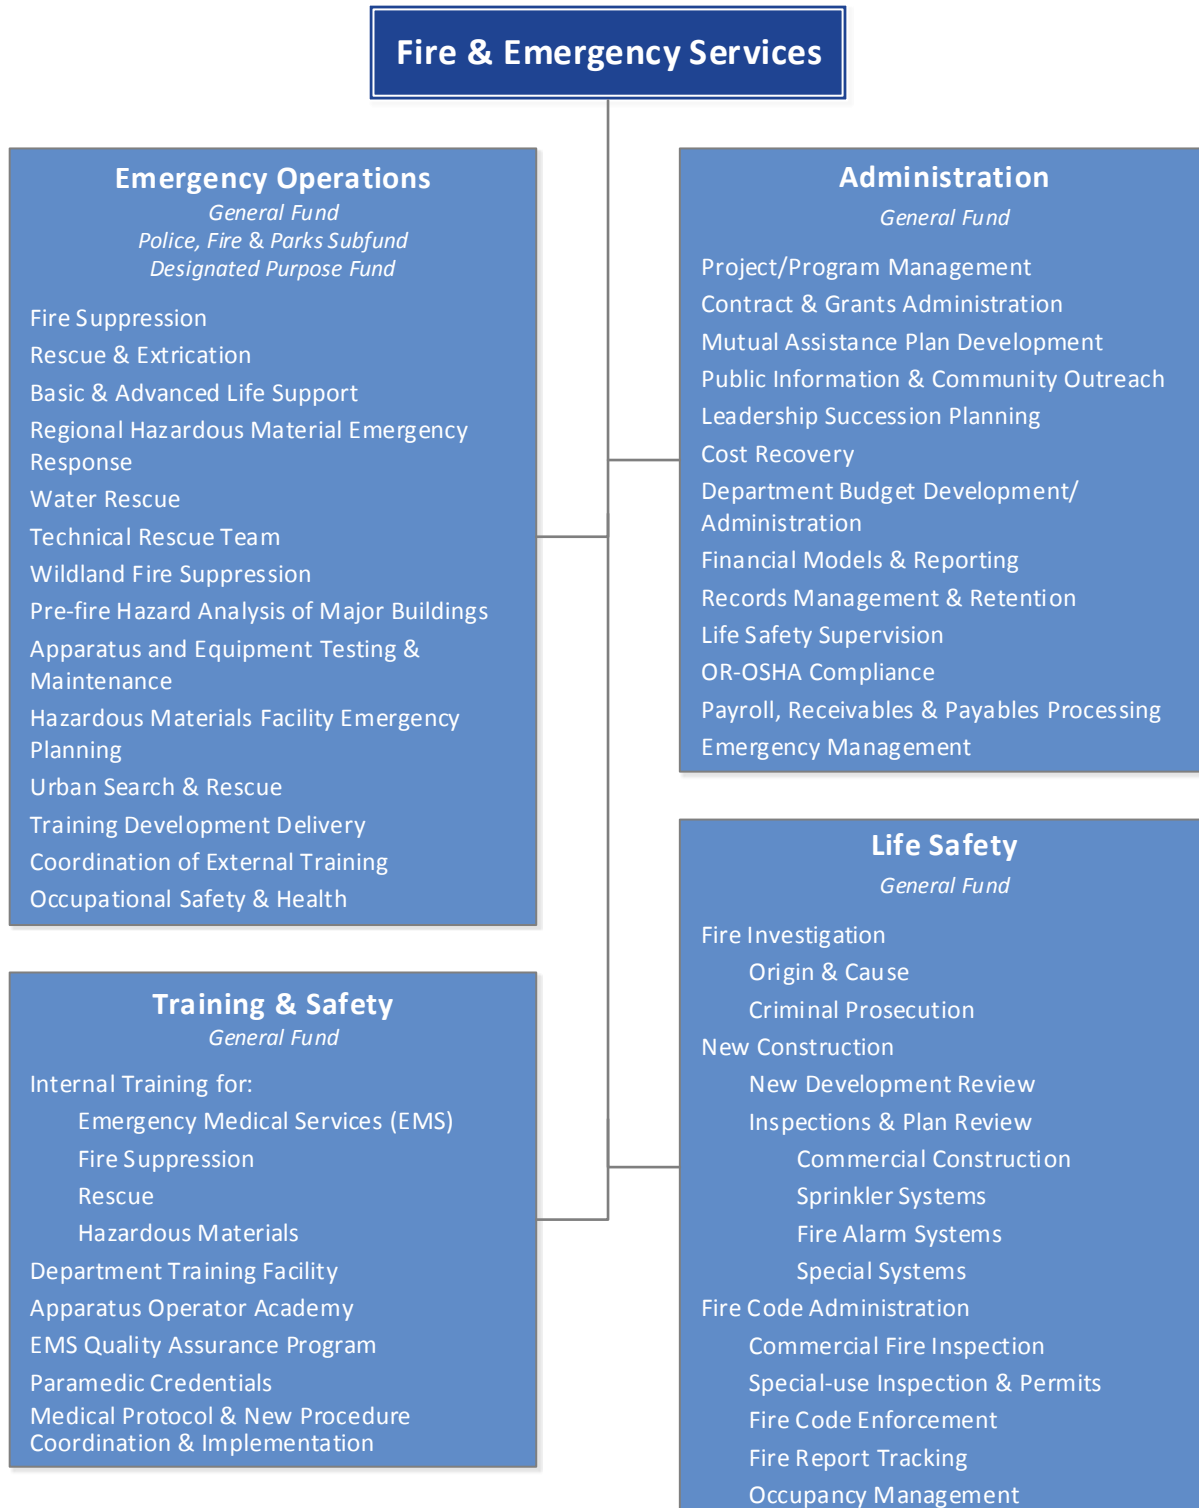 Fire & Emergency Services
Emergency Operations
General Fund
Police, Fire & Parks Subfund
Designated Purpose Fund
Fire Suppression
Rescue & Extrication
Basic & Advanced Life Support
Regional Hazardous Material Emergency
Response
Water Rescue
Technical Rescue Team
Wildland Fire Suppression
Pre-fire Hazard Analysis of Major Buildings
Apparatus and Equipment Testing &
Maintenance
Hazardous Materials Facility Emergency
Planning
Urban Search & Rescue
Training Development Delivery
Coordination of External Training
Occupational Safety & Health
Administration
General Fund
Project/Program Management
Contract & Grants Administration
Mutual Assistance Plan Development
Public Information & Community Outreach
Leadership Succession Planning
Cost Recovery
Department Budget Development/
Administration
Financial Models & Reporting
Records Management & Retention
Life Safety Supervision
OR-OSHA Compliance
Payroll, Receivables & Payables Processing
Emergency Management
Training & Safety
General Fund
Internal Training for:
Emergency Medical Services (EMS)
Fire Suppression
Rescue
Hazardous Materials
Department Training Facility
Apparatus Operator Academy
EMS Quality Assurance Program
Paramedic Credentials
Medical Protocol & New Procedure
Coordination & Implementation
Life Safety
General Fund
Fire Investigation
Origin & Cause
Criminal Prosecution
New Construction
New Development Review
Inspections & Plan Review
Commercial Construction
Sprinkler Systems
Fire Alarm Systems
Special Systems
Fire Code Administration
Commercial Fire Inspection
Special-use Inspection & Permits
Fire Code Enforcement
Fire Report Tracking
Occupancy Management